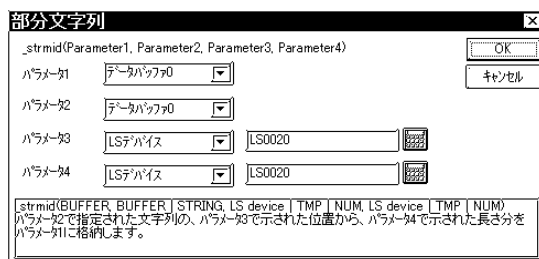 部分文字列
_strmid(Parameter1, Parameter2, Parameter3, Parameter4)
OK
ﾊﾟﾗﾒｰﾀ1 ﾃﾞｰﾀﾊﾞｯﾌｧ0
ｷｬﾝｾﾙ
ﾊﾟﾗﾒｰﾀ2 ﾃﾞｰﾀﾊﾞｯﾌｧ0
ﾊﾟﾗﾒｰﾀ3 LSﾃﾞﾊﾞｲｽ LS0020
ﾊﾟﾗﾒｰﾀ4 LSﾃﾞﾊﾞｲｽ LS0020
_strmid(BUFFER, BUFFER | STRING, LS device | TMP | NUM, LS device | TMP | NUM)
ﾊﾟﾗﾒｰﾀ2で指定された文字列の、ﾊﾟﾗﾒｰﾀ3で示された位置から、ﾊﾟﾗﾒｰﾀ4で示された長さ分を
ﾊﾟﾗﾒｰﾀ1に格納します。